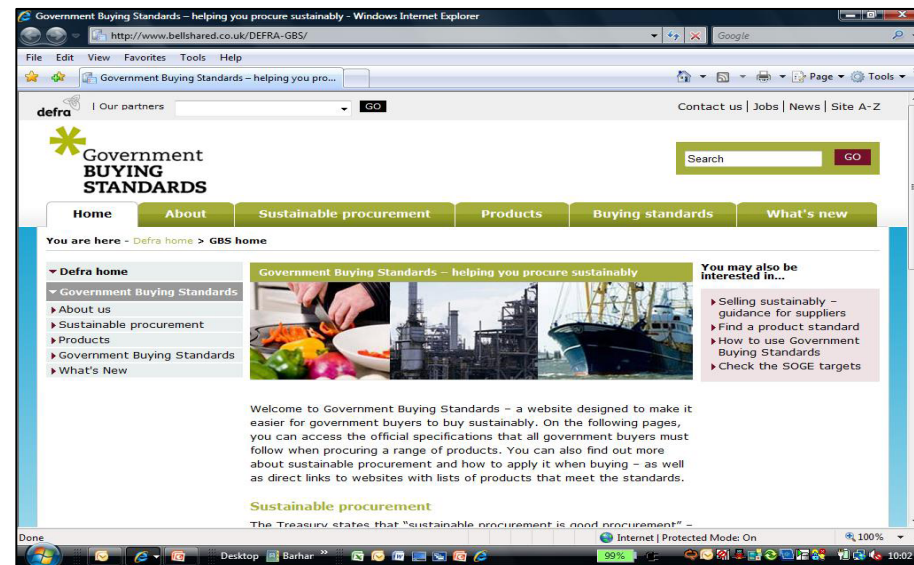 Government Buying Standards – helping you procure sustainably - Windows Internet Explorer
http://www.bellshared.co.uk/DEFRA-GBS/
Google
File Edit View Favorites Tools Help
Government Buying Standards – helping you pro...
Page Tools
defra | Our partners GO Contact us | Jobs | News | Site A-Z
Government
BUYING
STANDARDS
Search GO
Home About Sustainable procurement Products Buying standards What's new
You are here - Defra home > GBS home
Defra home
Government Buying Standards
About us
Sustainable procurement
Products
Government Buying Standards
What's New
Government Buying Standards – helping you procure sustainably
Welcome to Government Buying Standards – a website designed to make it
easier for government buyers to buy sustainably. On the following pages,
you can access the official specifications that all government buyers must
follow when procuring a range of products. You can also find out more
about sustainable procurement and how to apply it when buying – as well
as direct links to websites with lists of products that meet the standards.
Sustainable procurement
The Treasury states that “sustainable procurement is good procurement” –
You may also be
interested in...
Selling sustainably –
guidance for suppliers
Find a product standard
How to use Government
Buying Standards
Check the SOGE targets
Done Internet | Protected Mode: On 100%
Desktop Barhar » 99% 10:02